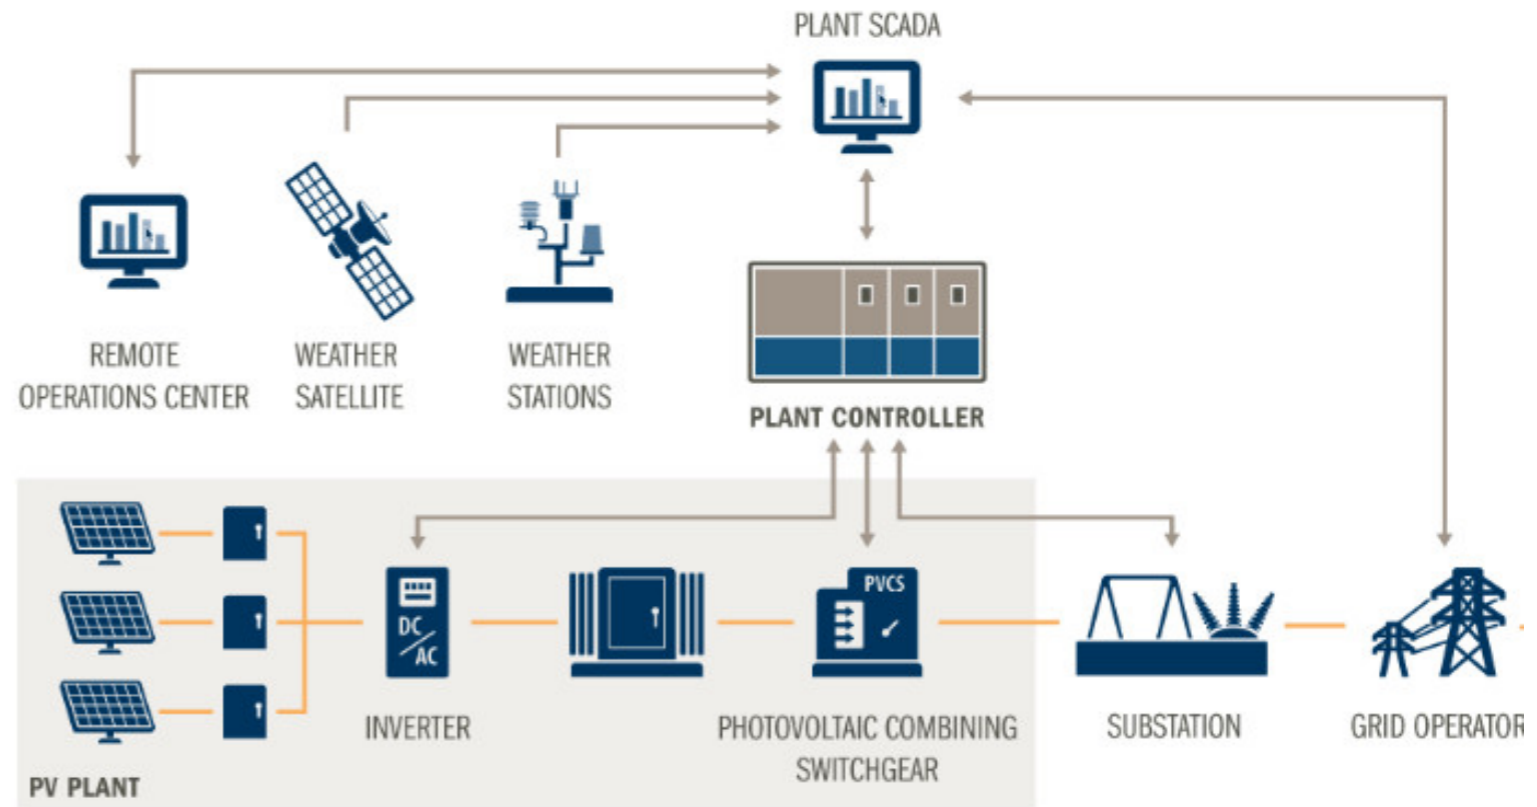 PLANT SCADA
REMOTE
OPERATIONS CENTER
WEATHER
SATELLITE
WEATHER
STATIONS
PLANT CONTROLLER
DC
AC
PVCS
INVERTER
PHOTOVOLTAIC COMBINING
SWITCHGEAR
SUBSTATION
GRID OPERATOR
PV PLANT